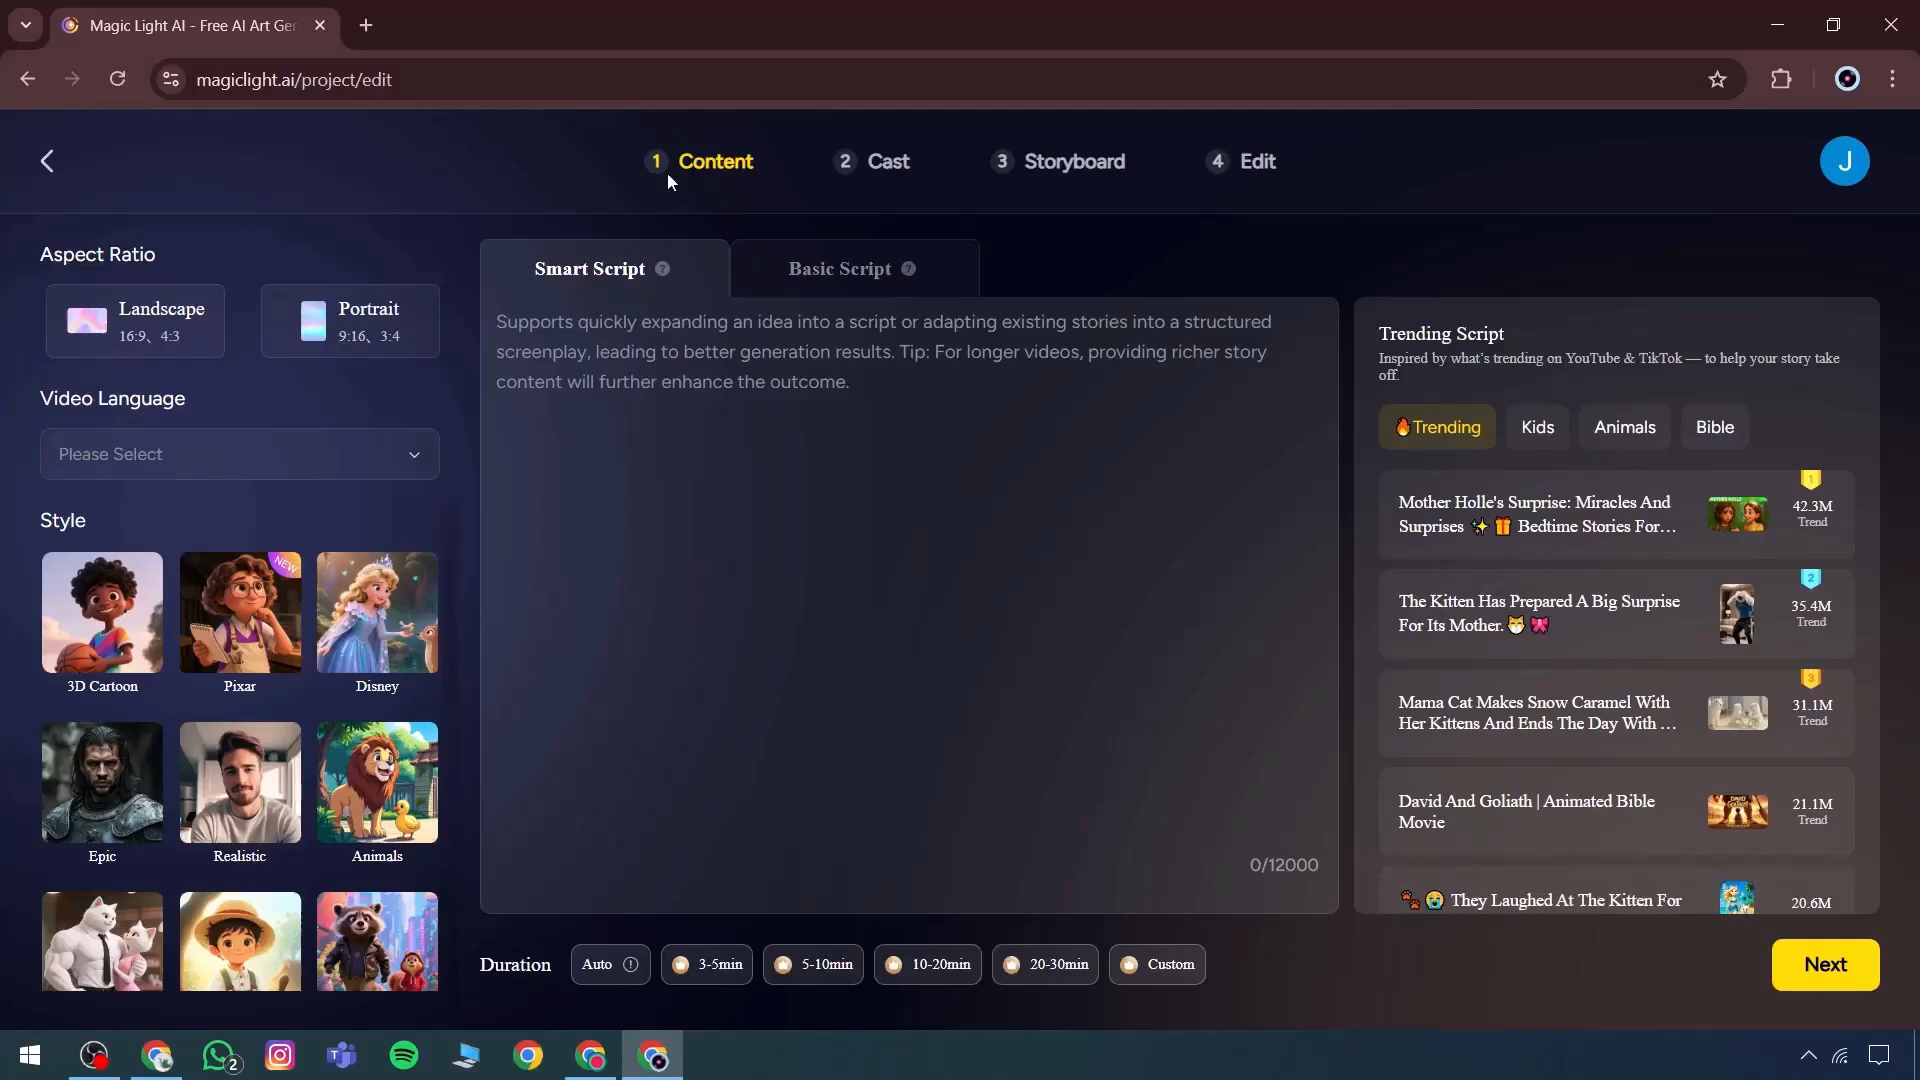 Magic Light AI - Free AI Art Ger
magiclight.ai/project/edit
1 Content
2 Cast
3 Storyboard
4 Edit
J
Aspect Ratio
Landscape
16:9、4:3
Portrait
9:16、3:4
Video Language
Please Select
Style
NEW
3D Cartoon
Pixar
Disney
Epic
Realistic
Animals
Smart Script ?
Basic Script ?
Supports quickly expanding an idea into a script or adapting existing stories into a structured
screenplay, leading to better generation results. Tip: For longer videos, providing richer story
content will further enhance the outcome.
0/12000
Duration
Auto
3-5min
5-10min
10-20min
20-30min
Custom
Trending Script
Inspired by what's trending on YouTube & TikTok — to help your story take
off.
🔥Trending
Kids
Animals
Bible
Mother Holle's Surprise: Miracles And
Surprises ✨🎁 Bedtime Stories For...
MOTHER HOLLE
1
42.3M
Trend
The Kitten Has Prepared A Big Surprise
For Its Mother. 🐱🎀
2
35.4M
Trend
Mama Cat Makes Snow Caramel With
Her Kittens And Ends The Day With ...
3
31.1M
Trend
David And Goliath | Animated Bible
Movie
21.1M
Trend
🐾😭 They Laughed At The Kitten For
20.6M
Next
2